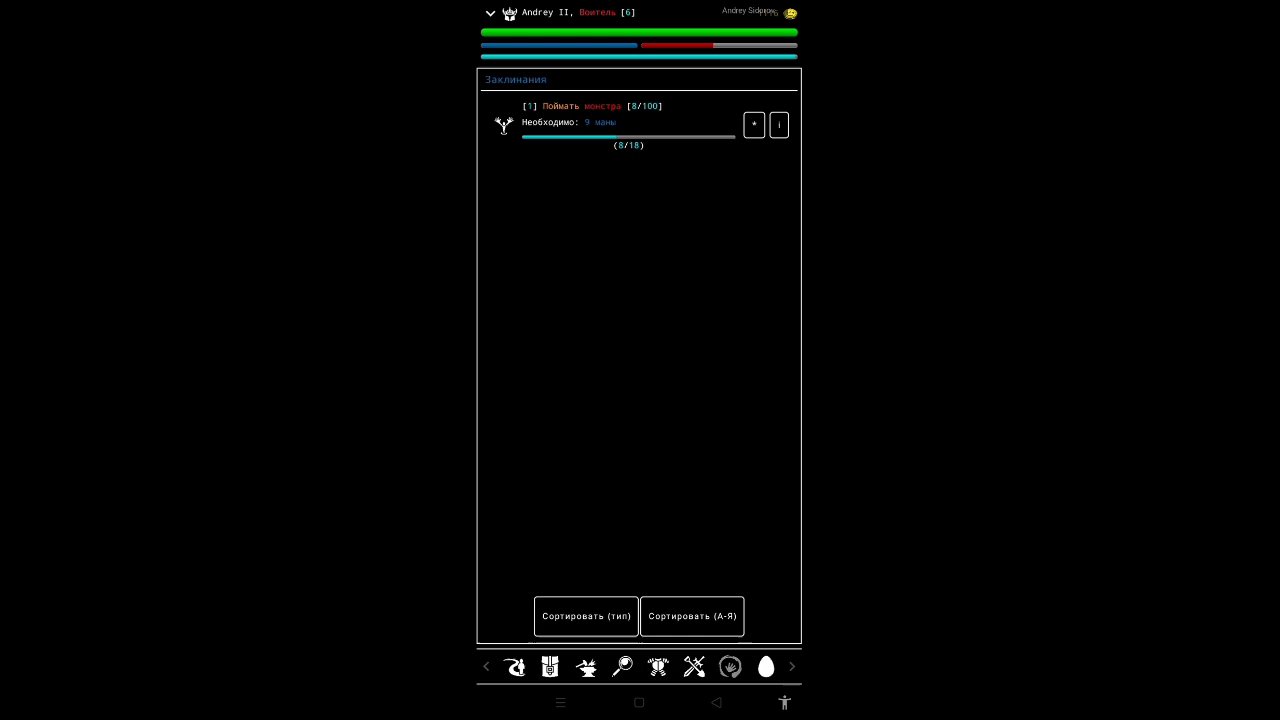 Andrey II, Воитель [6]
Andrey Sidorov
Заклинания
[1] Поймать монстра [8/100]
Необходимо: 9 маны
* i
(8/18)
Сортировать (тип) Сортировать (А-Я)